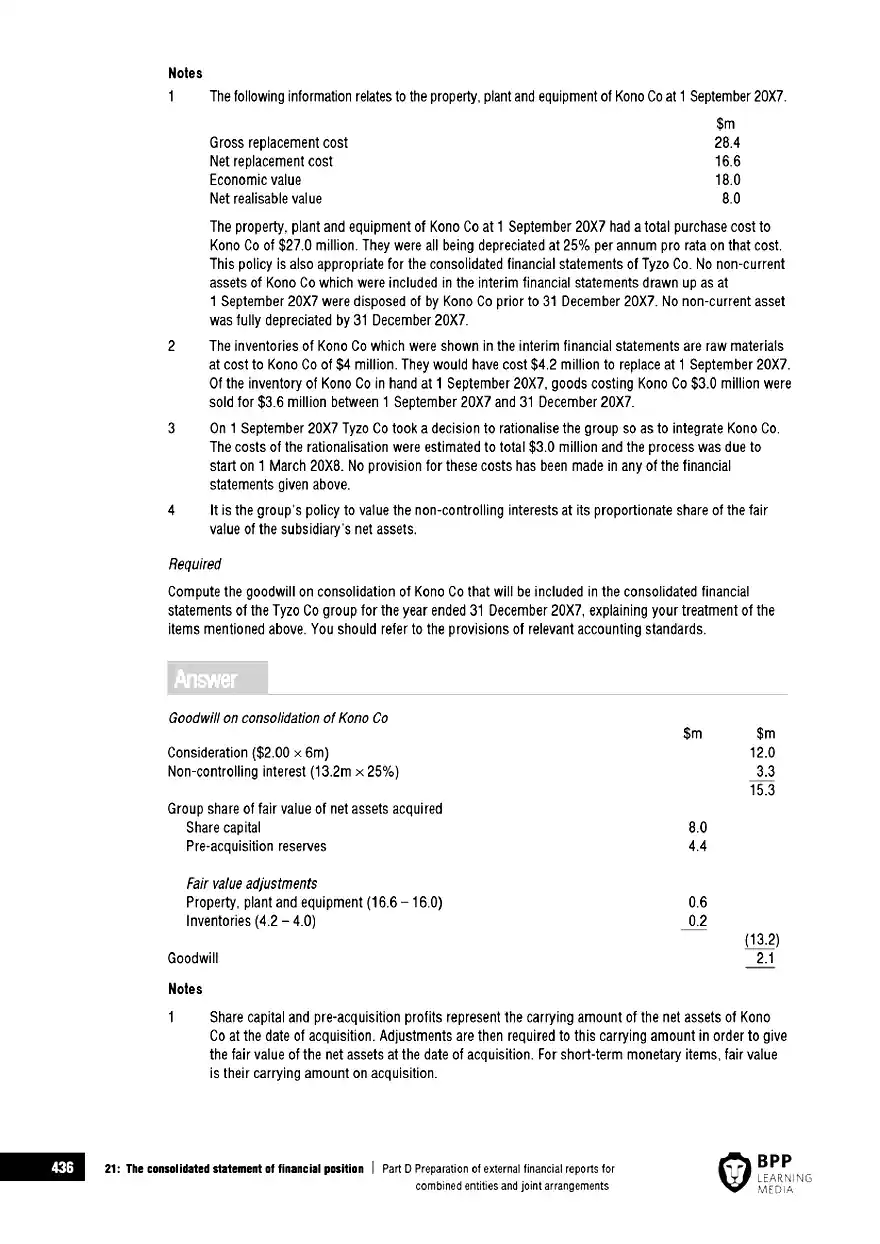 Notes
1 The following information relates to the property, plant and equipment of Kono Co at 1 September 20X7.
$m
Gross replacement cost 28.4
Net replacement cost 16.6
Economic value 18.0
Net realisable value 8.0
The property, plant and equipment of Kono Co at 1 September 20X7 had a total purchase cost to
Kono Co of $27.0 million. They were all being depreciated at 25% per annum pro rata on that cost.
This policy is also appropriate for the consolidated financial statements of Tyzo Co. No non-current
assets of Kono Co which were included in the interim financial statements drawn up as at
1 September 20X7 were disposed of by Kono Co prior to 31 December 20X7. No non-current asset
was fully depreciated by 31 December 20X7.
2 The inventories of Kono Co which were shown in the interim financial statements are raw materials
at cost to Kono Co of $4 million. They would have cost $4.2 million to replace at 1 September 20X7.
Of the inventory of Kono Co in hand at 1 September 20X7, goods costing Kono Co $3.0 million were
sold for $3.6 million between 1 September 20X7 and 31 December 20X7.
3 On 1 September 20X7 Tyzo Co took a decision to rationalise the group so as to integrate Kono Co.
The costs of the rationalisation were estimated to total $3.0 million and the process was due to
start on 1 March 20X8. No provision for these costs has been made in any of the financial
statements given above.
4 It is the group's policy to value the non-controlling interests at its proportionate share of the fair
value of the subsidiary's net assets.
Required
Compute the goodwill on consolidation of Kono Co that will be included in the consolidated financial
statements of the Tyzo Co group for the year ended 31 December 20X7, explaining your treatment of the
items mentioned above. You should refer to the provisions of relevant accounting standards.
Answer
Goodwill on consolidation of Kono Co
$m $m
Consideration ($2.00 × 6m) 12.0
Non-controlling interest (13.2m × 25%) 3.3
15.3
Group share of fair value of net assets acquired
Share capital 8.0
Pre-acquisition reserves 4.4
Fair value adjustments
Property, plant and equipment (16.6 – 16.0) 0.6
Inventories (4.2 – 4.0) 0.2
(13.2)
Goodwill 2.1
Notes
1 Share capital and pre-acquisition profits represent the carrying amount of the net assets of Kono
Co at the date of acquisition. Adjustments are then required to this carrying amount in order to give
the fair value of the net assets at the date of acquisition. For short-term monetary items, fair value
is their carrying amount on acquisition.
436 21: The consolidated statement of financial position | Part D Preparation of external financial reports for
combined entities and joint arrangements
BPP
LEARNING
MEDIA